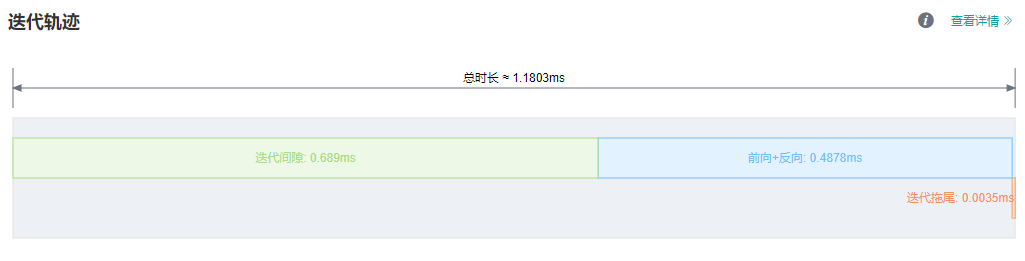 迭代轨迹
查看详情
总时长 ≈ 1.1803ms
迭代间隙: 0.689ms
前向+反向: 0.4878ms
迭代拖尾: 0.0035ms